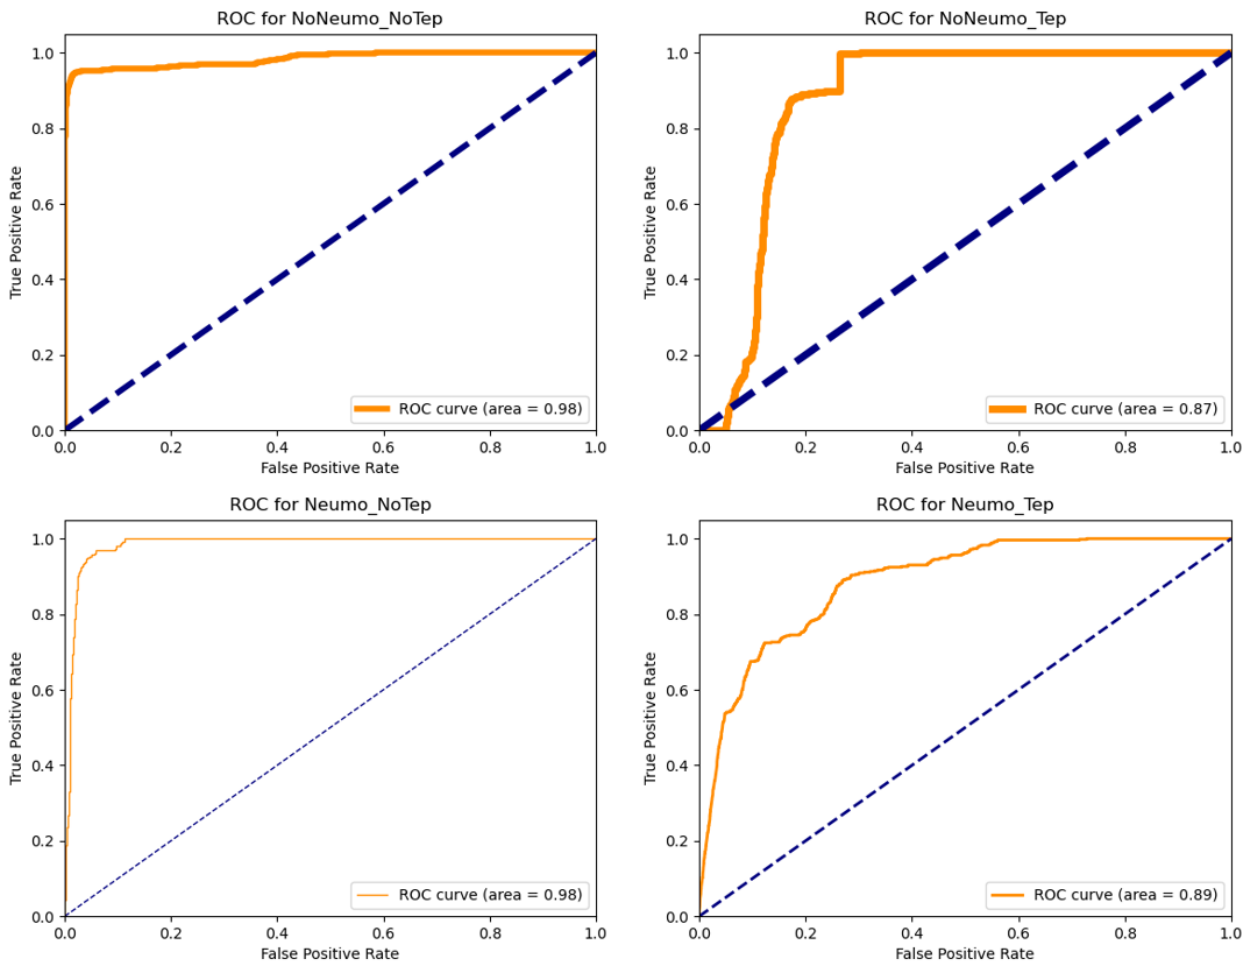 ROC for NoNeumo_NoTep
1.0
0.8
0.6
0.4
0.2
0.0
True Positive Rate
ROC curve (area = 0.98)
0.0 0.2 0.4 0.6 0.8 1.0
False Positive Rate
ROC for NoNeumo_Tep
1.0
0.8
0.6
0.4
0.2
0.0
True Positive Rate
ROC curve (area = 0.87)
0.0 0.2 0.4 0.6 0.8 1.0
False Positive Rate
ROC for Neumo_NoTep
1.0
0.8
0.6
0.4
0.2
0.0
True Positive Rate
ROC curve (area = 0.98)
0.0 0.2 0.4 0.6 0.8 1.0
False Positive Rate
ROC for Neumo_Tep
1.0
0.8
0.6
0.4
0.2
0.0
True Positive Rate
ROC curve (area = 0.89)
0.0 0.2 0.4 0.6 0.8 1.0
False Positive Rate